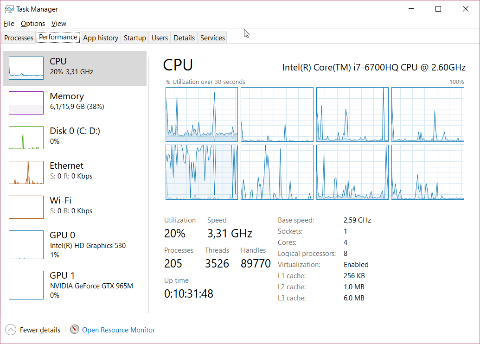 Task Manager
File Options View
Processes Performance App history Startup Users Details Services
CPU
20% 3,31 GHz
Memory
6,1/15,9 GB (38%)
Disk 0 (C: D:)
0%
Ethernet
S: 0 R: 0 Kbps
Wi-Fi
S: 0 R: 0 Kbps
GPU 0
Intel(R) HD Graphics 530
1%
GPU 1
NVIDIA GeForce GTX 965M
0%
CPU Intel(R) Core(TM) i7-6700HQ CPU @ 2.60GHz
% Utilization over 30 seconds 100%
Utilization Speed
20% 3,31 GHz
Processes Threads Handles
205 3526 89770
Up time
0:10:31:48
Base speed: 2.59 GHz
Sockets: 1
Cores: 4
Logical processors: 8
Virtualization: Enabled
L1 cache: 256 KB
L2 cache: 1,0 MB
L3 cache: 6,0 MB
Fewer details Open Resource Monitor